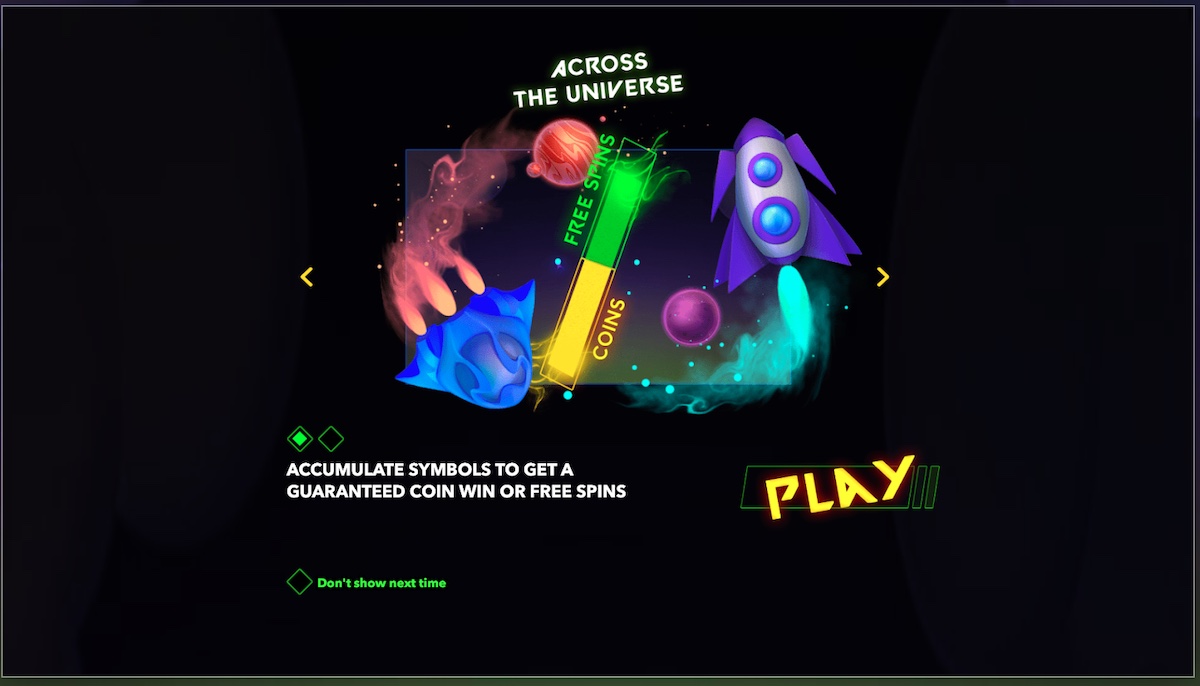 ACROSS
THE UNIVERSE
FREE SPINS
COINS
ACCUMULATE SYMBOLS TO GET A
GUARANTEED COIN WIN OR FREE SPINS
PLAY
Don't show next time